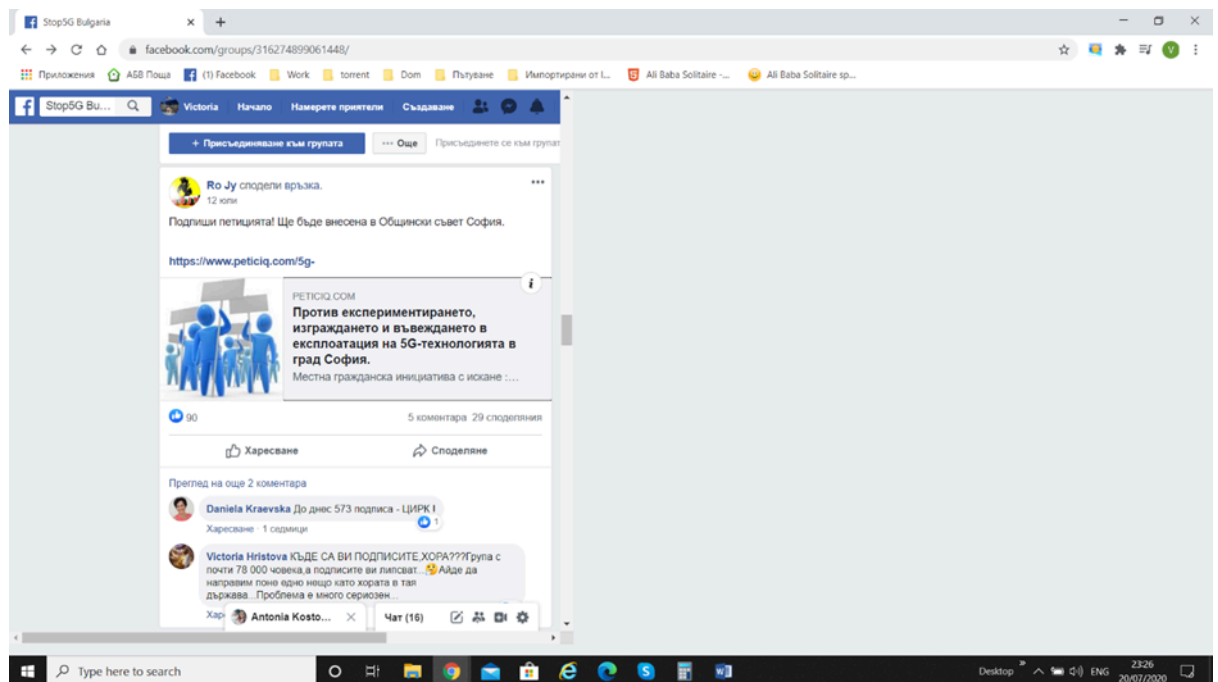 Stop5G Bulgaria
facebook.com/groups/316274899061448/
Приложения АБВ Поща (1) Facebook Work torrent Dom Пътуване Импортирани от I... Ali Baba Solitaire -... Ali Baba Solitaire sp...
Stop5G Bu... Victoria Начало Намерете приятели Създаване
+ Присъединяване към групата ··· Още Присъединете се към групат
Ro Jy сподели връзка.
12 юли
Подпиши петицията! Ще бъде внесена в Общински съвет София.
https://www.peticiq.com/5g-
PETICIQ.COM
Против експериментирането,
изграждането и въвеждането в
експлоатация на 5G-технологията в
град София.
Местна гражданска инициатива с искане :...
90 5 коментара 29 споделяния
Харесване Споделяне
Преглед на още 2 коментара
Daniela Kraevska До днес 573 подписа - ЦИРК !
1
Харесване · 1 седмици
Victoria Hristova КЪДЕ СА ВИ ПОДПИСИТЕ,ХОРА???Група с
почти 78 000 човека,а подписите ви липсват...Айде да
направим поне едно нещо като хората в тая
държава...Проблема е много сериозен...
Хар
Antonia Kosto... Чат (16)
Type here to search Desktop ENG 23:26
20/07/2020